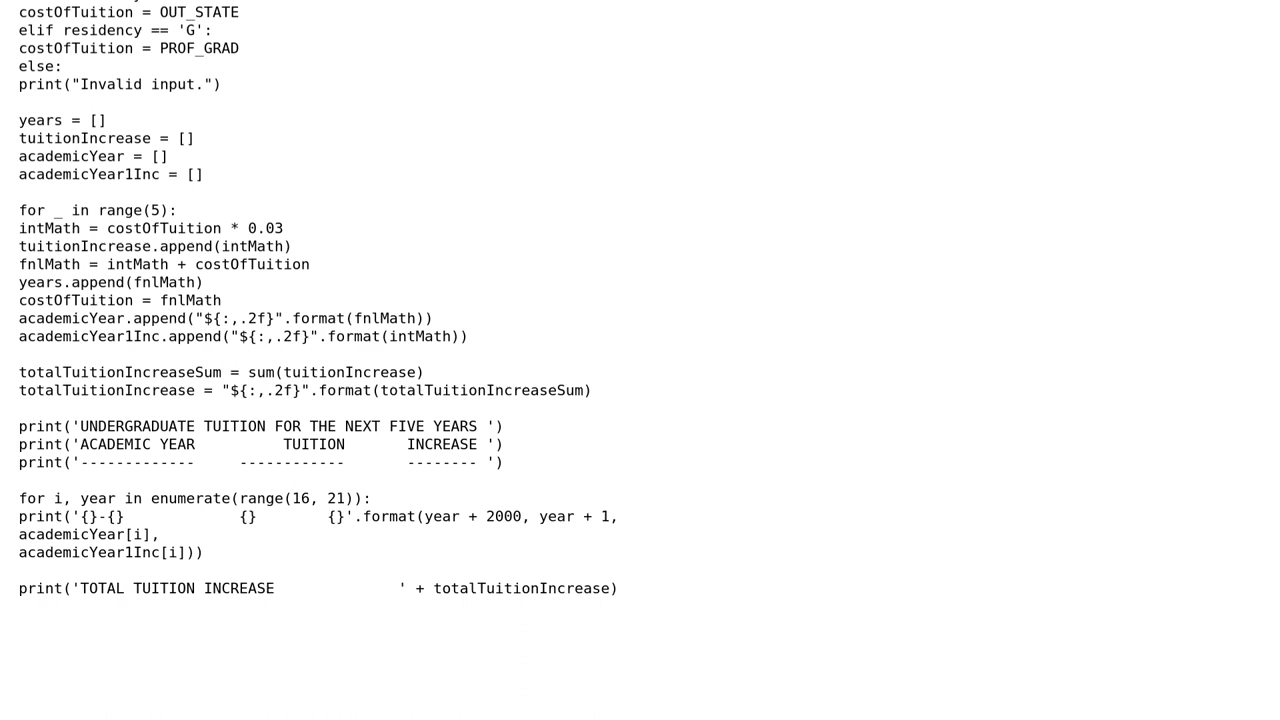 costOfTuition = OUT_STATE
elif residency == 'G':
costOfTuition = PROF_GRAD
else:
print("Invalid input.")

years = []
tuitionIncrease = []
academicYear = []
academicYear1Inc = []

for _ in range(5):
intMath = costOfTuition * 0.03
tuitionIncrease.append(intMath)
fnlMath = intMath + costOfTuition
years.append(fnlMath)
costOfTuition = fnlMath
academicYear.append("${:,.2f}".format(fnlMath))
academicYear1Inc.append("${:,.2f}".format(intMath))

totalTuitionIncreaseSum = sum(tuitionIncrease)
totalTuitionIncrease = "${:,.2f}".format(totalTuitionIncreaseSum)

print('UNDERGRADUATE TUITION FOR THE NEXT FIVE YEARS ')
print('ACADEMIC YEAR          TUITION       INCREASE ')
print('-------------     ------------       -------- ')

for i, year in enumerate(range(16, 21)):
print('{}-{}             {}        {}'.format(year + 2000, year + 1,
academicYear[i],
academicYear1Inc[i]))

print('TOTAL TUITION INCREASE              ' + totalTuitionIncrease)